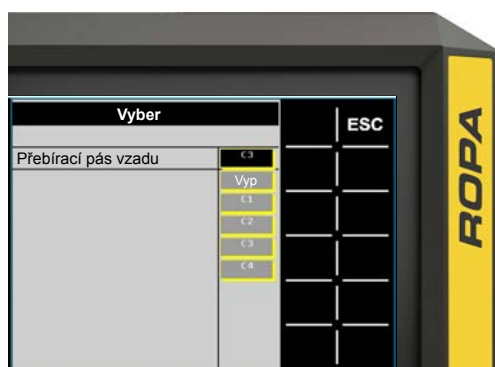 Vyber
ESC
Přebírací pás vzadu
C3
Vyp
C1
C2
C3
C4
ROPA